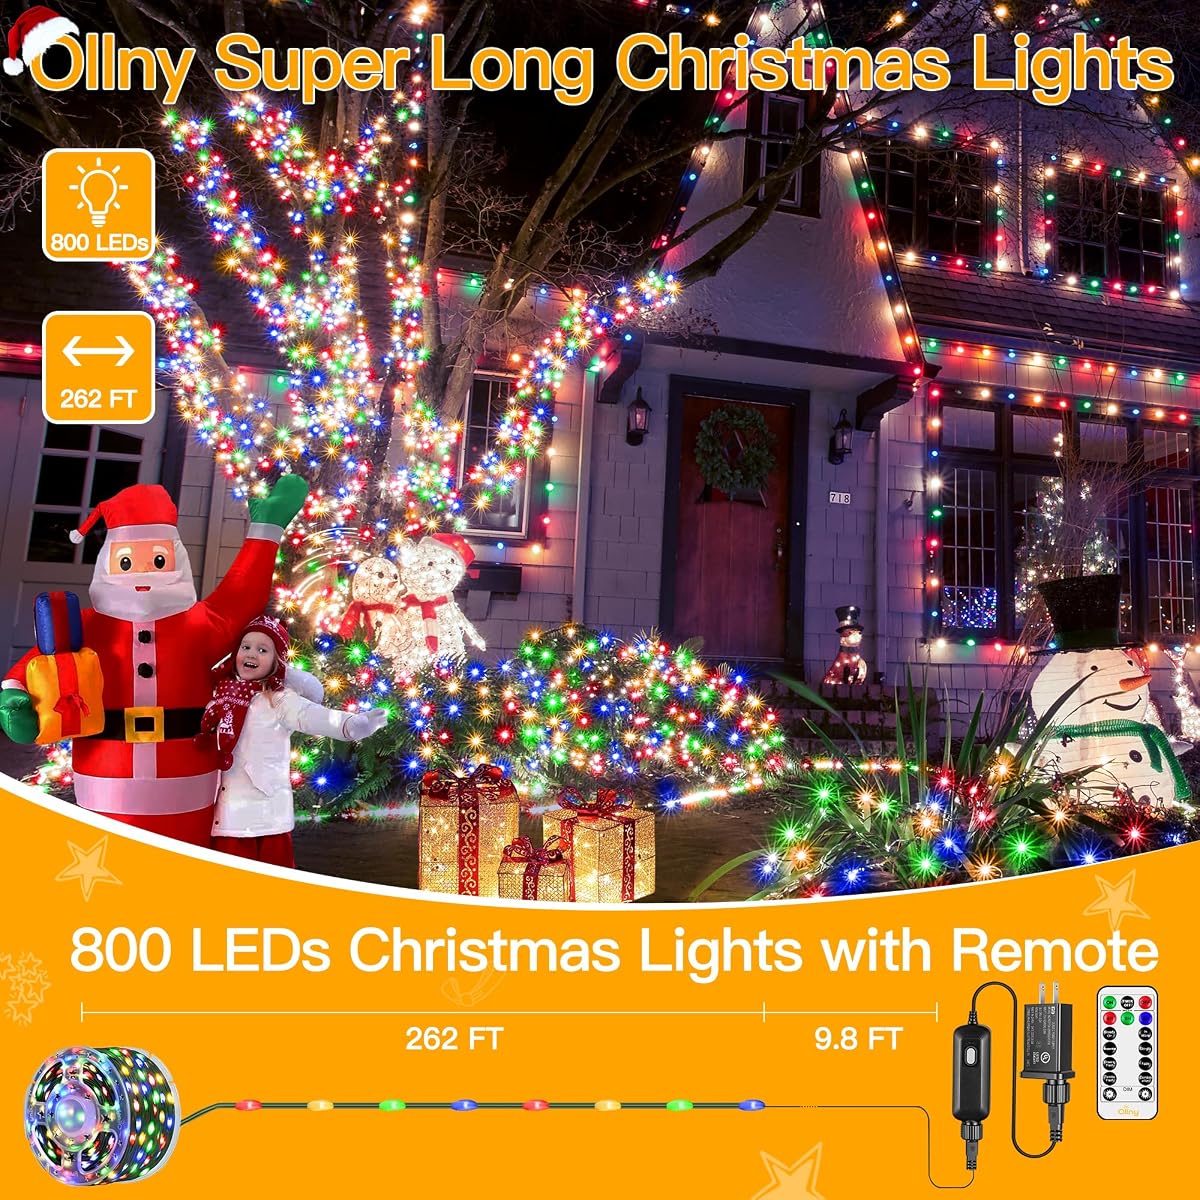 Ollny Super Long Christmas Lights
800 LEDs
262 FT
718
800 LEDs Christmas Lights with Remote
262 FT
9.8 FT
DIM
Ollny